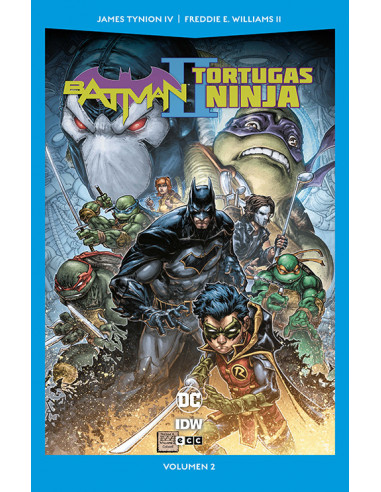 JAMES TYNION IV | FREDDIE E. WILLIAMS II
BATMAN II TORTUGAS
NINJA
R
DC
IDW
ecc
VOLUMEN 2